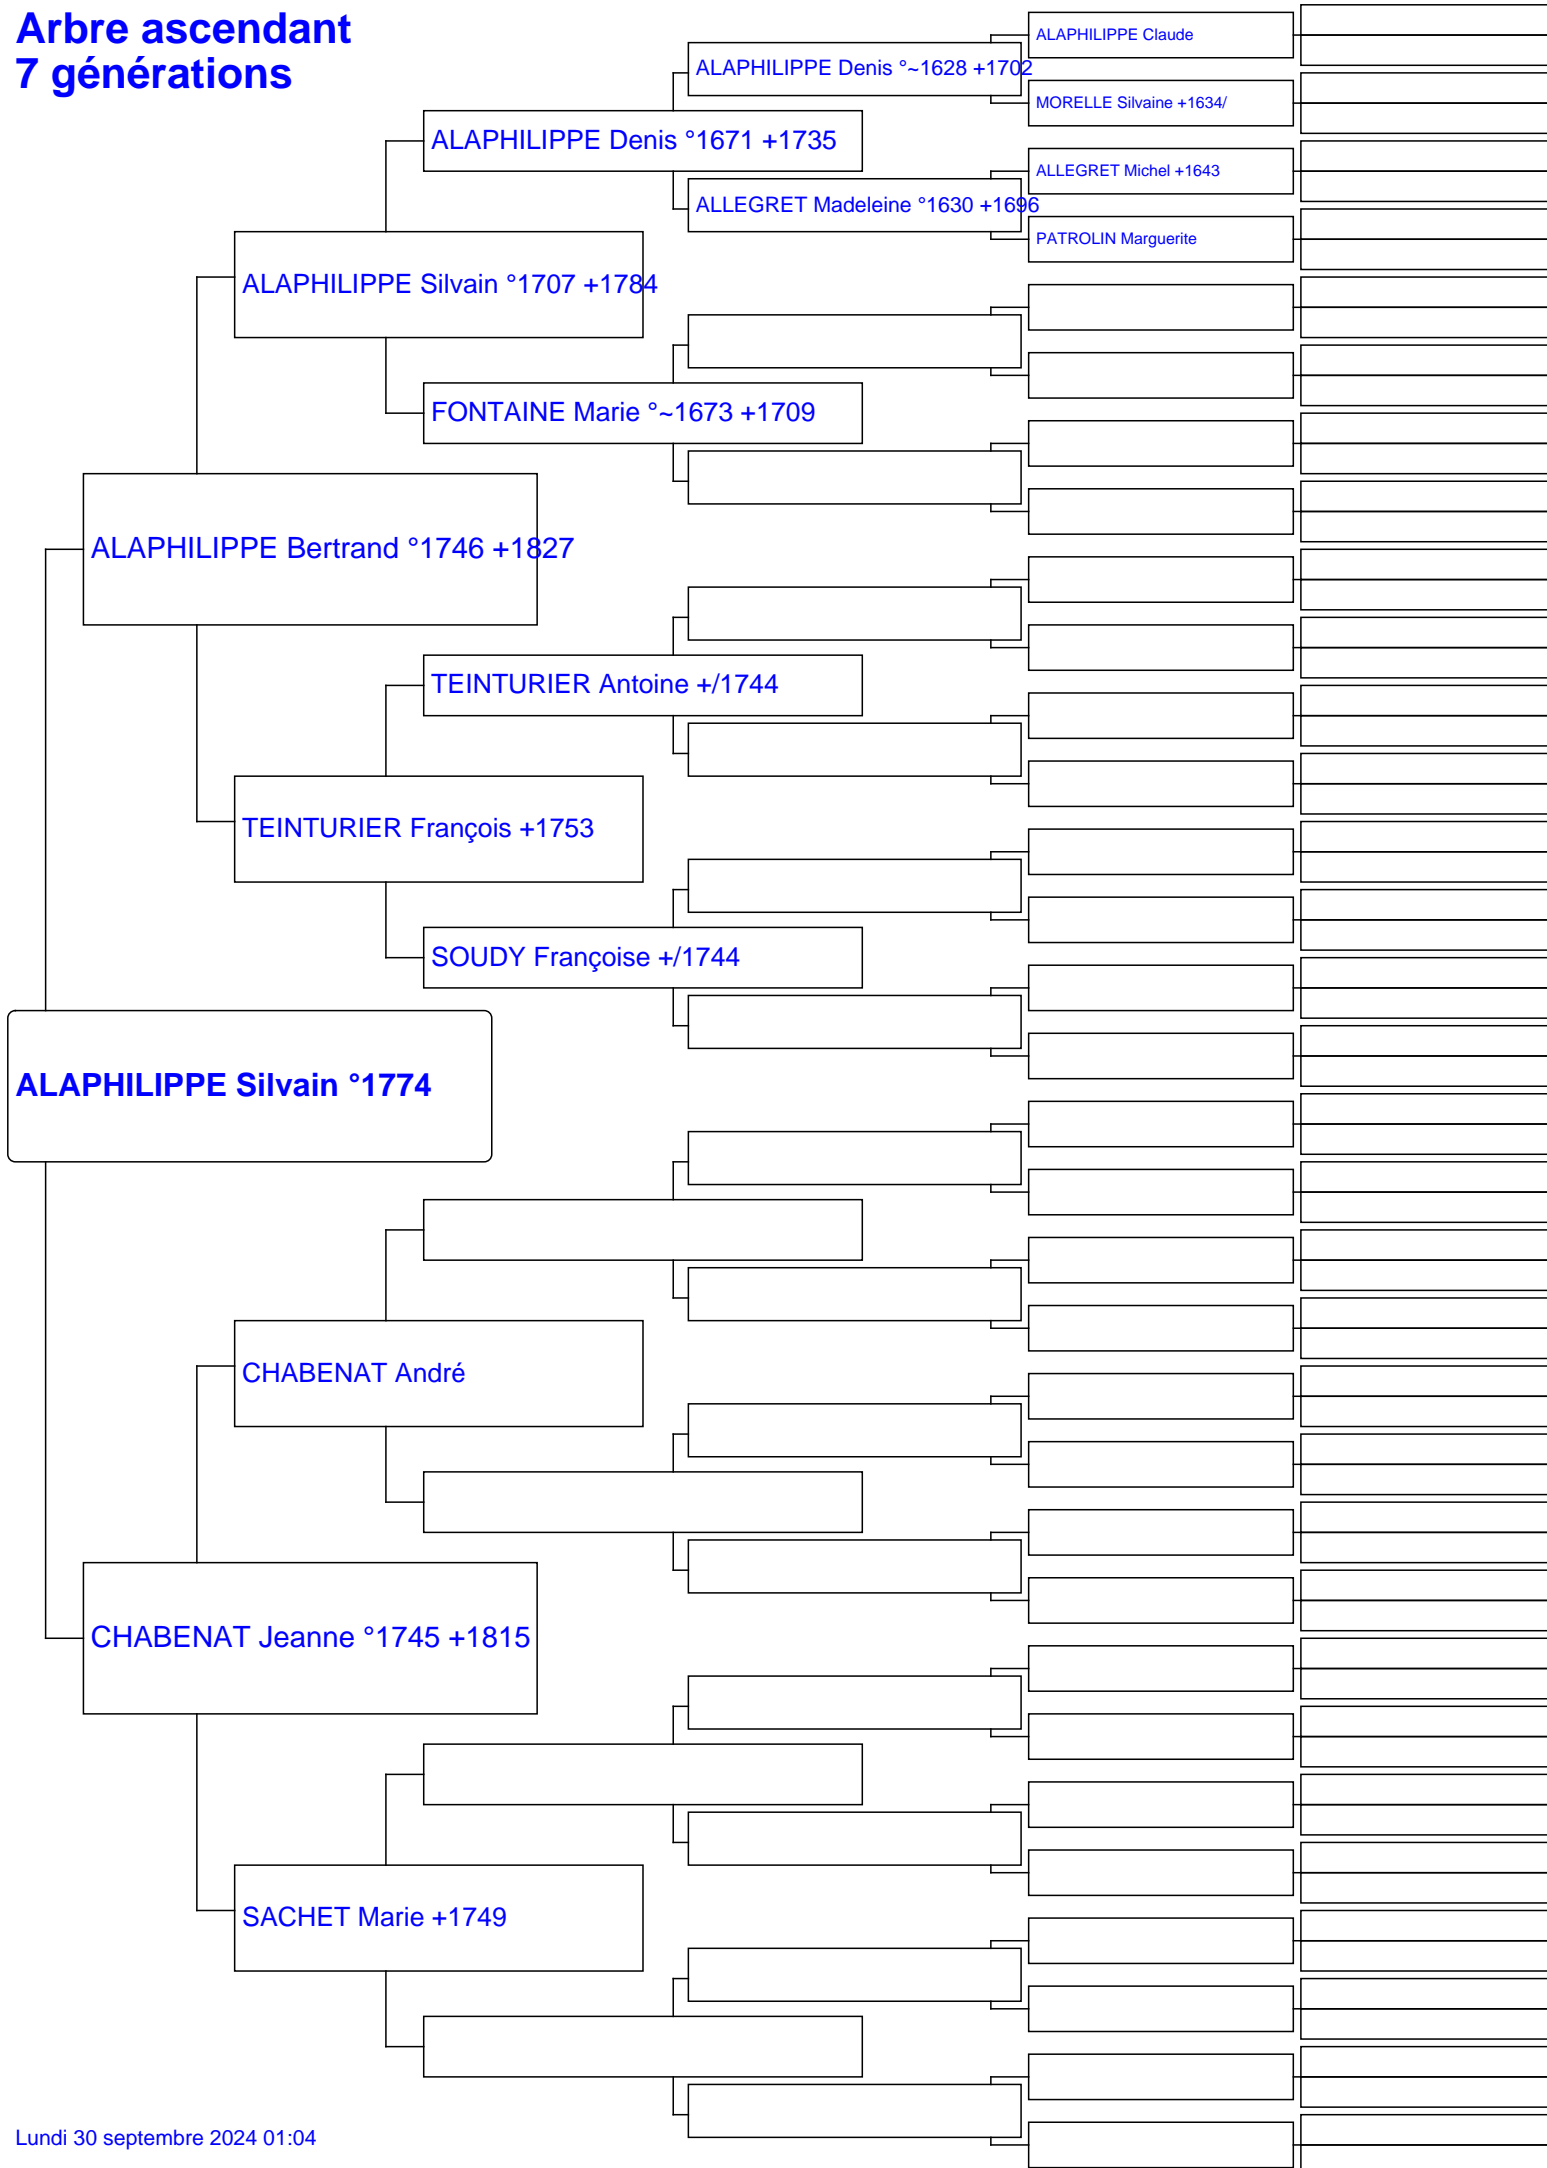 Arbre ascendant
7 générations
ALAPHILIPPE Claude
ALAPHILIPPE Denis °~1628 +1702
MORELLE Silvaine +1634/
ALAPHILIPPE Denis °1671 +1735
ALLEGRET Michel +1643
ALLEGRET Madeleine °1630 +1696
PATROLIN Marguerite
ALAPHILIPPE Silvain °1707 +1784
FONTAINE Marie °~1673 +1709
ALAPHILIPPE Bertrand °1746 +1827
TEINTURIER Antoine +/1744
TEINTURIER François +1753
SOUDY Françoise +/1744
ALAPHILIPPE Silvain °1774
CHABENAT André
CHABENAT Jeanne °1745 +1815
SACHET Marie +1749
Lundi 30 septembre 2024 01:04